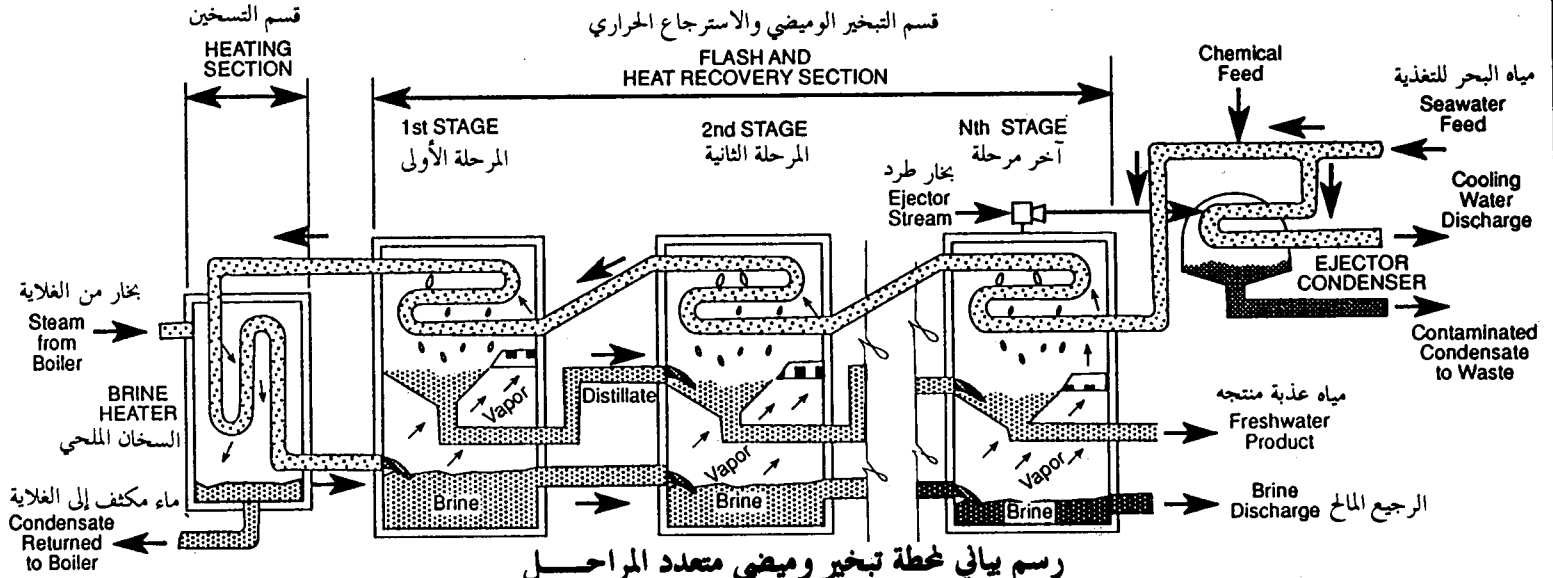 قسم التسخين
HEATING
SECTION
قسم التبخير الوميضي والاسترجاع الحراري
FLASH AND
HEAT RECOVERY SECTION
Chemical
Feed
مياه البحر للتغذية
Seawater
Feed
1st STAGE
المرحلة الأولى
2nd STAGE
المرحلة الثانية
Nth STAGE
آخر مرحلة
بخار طرد
Ejector
Stream
Cooling
Water
Discharge
EJECTOR
CONDENSER
Contaminated
Condensate
to Waste
بخار من الغلاية
Steam
from
Boiler
BRINE
HEATER
السخان الملحي
Vapor
Distillate
Vapor
Vapor
Brine
Brine
Brine
مياه عذبة منتجه
Freshwater
Product
Brine
Discharge
الرجيع المالح
ماء مكثف إلى الغلاية
Condensate
Returned
to Boiler
رسم بياني لمحطة تبخير وميضي متعدد المراحل